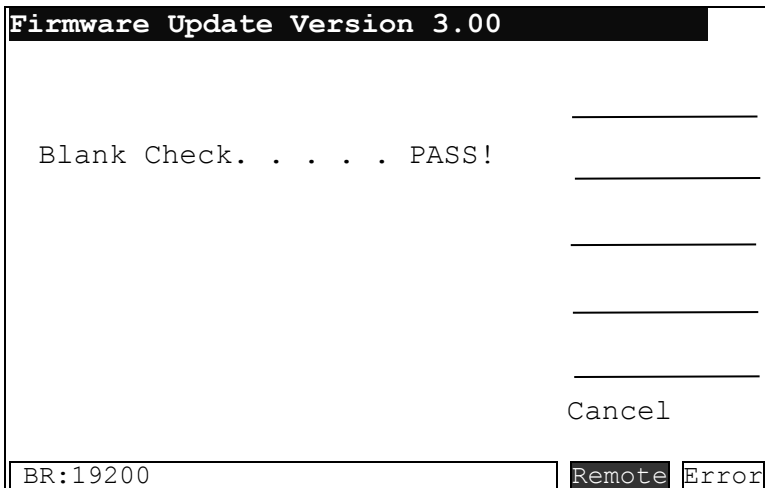 Firmware Update Version 3.00
Blank Check. . . . . PASS!
Cancel
BR:19200 Remote Error